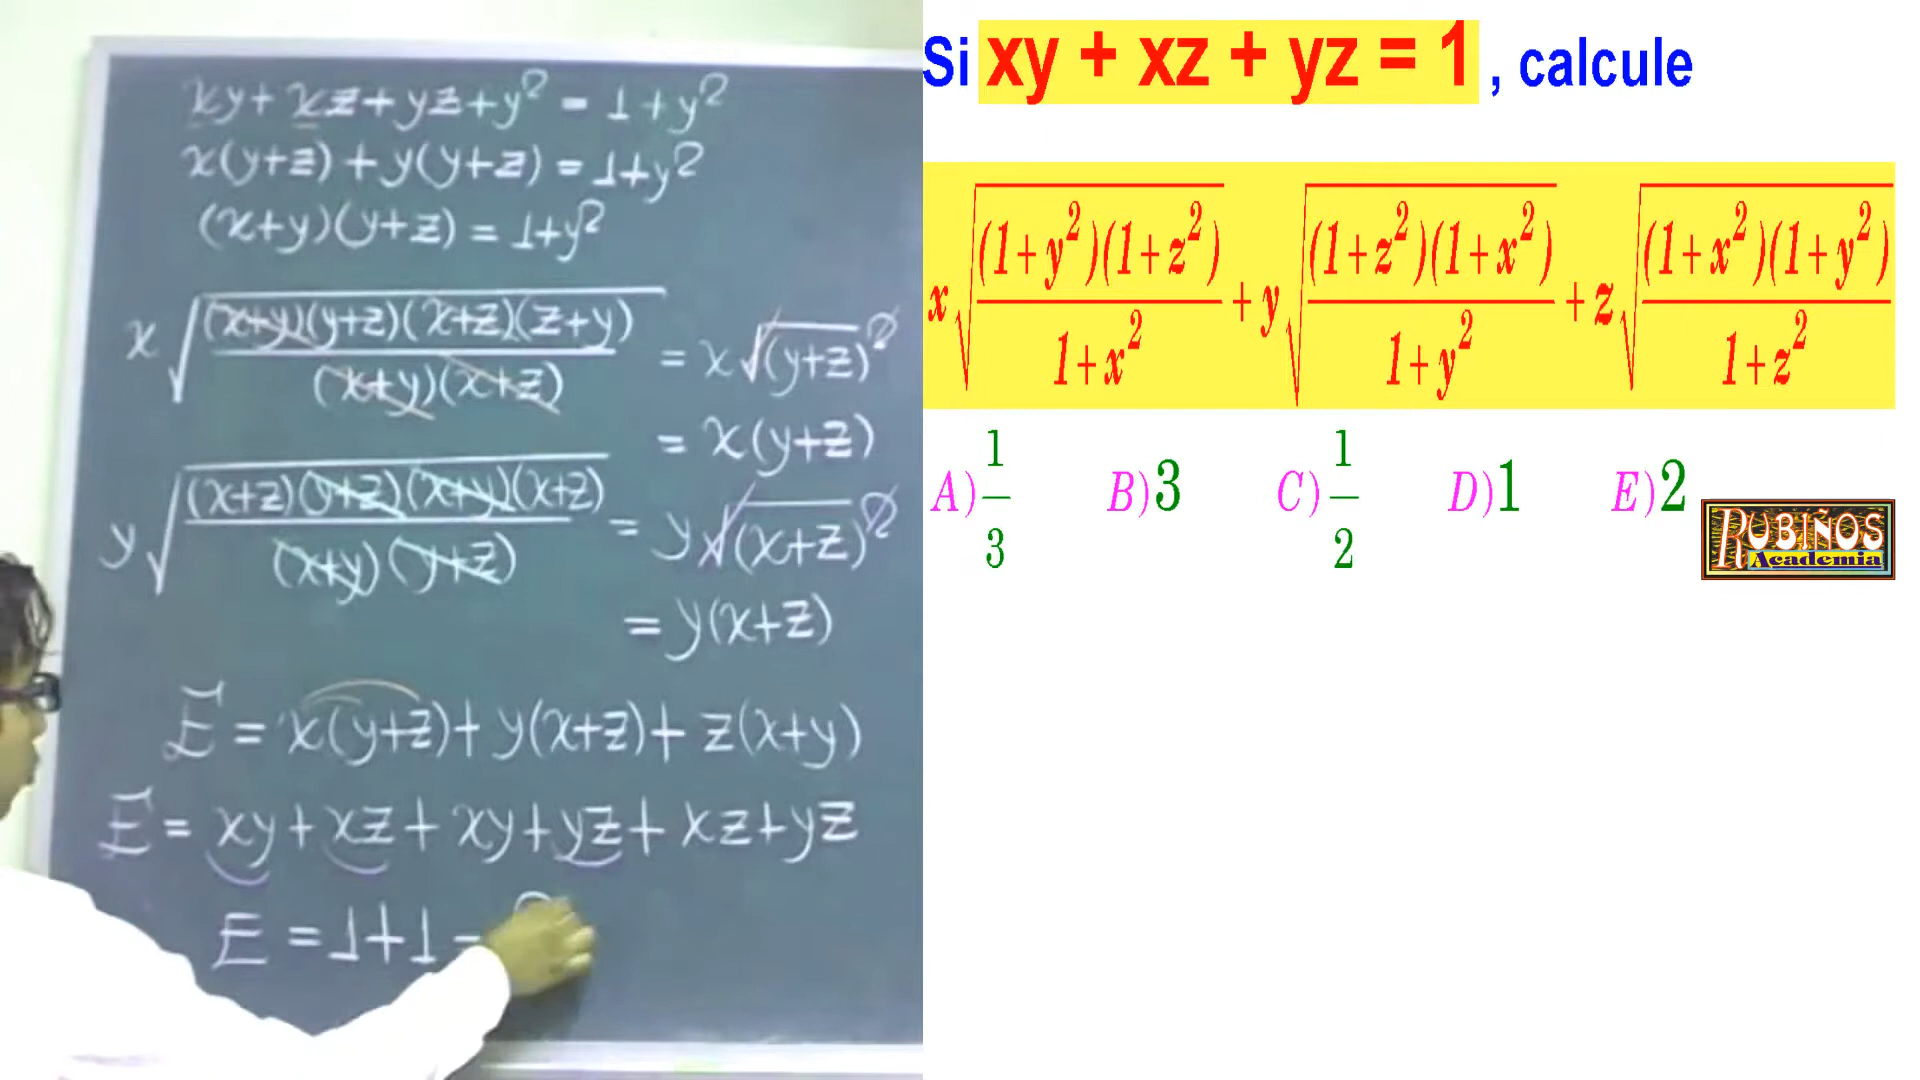 xy + xz + yz + y² = 1 + y²
x(y+z) + y(y+z) = 1+y²
(x+y)(y+z) = 1+y²
x√((x+y)(y+z)(x+z)(z+y) / (x+y)(x+z)) = x√(y+z)²
= x(y+z)
y√((x+z)(y+z)(x+y)(x+z) / (x+y)(y+z)) = y√(x+z)²
= y(x+z)
E = x(y+z) + y(x+z) + z(x+y)
E = xy + xz + xy + yz + xz + yz
E = 1+1 =
Si xy + xz + yz = 1 , calcule
x√((1+y²)(1+z²) / 1+x²) + y√((1+z²)(1+x²) / 1+y²) + z√((1+x²)(1+y²) / 1+z²)
A) 1/3 B) 3 C) 1/2 D) 1 E) 2
RUBIÑOS
Academia